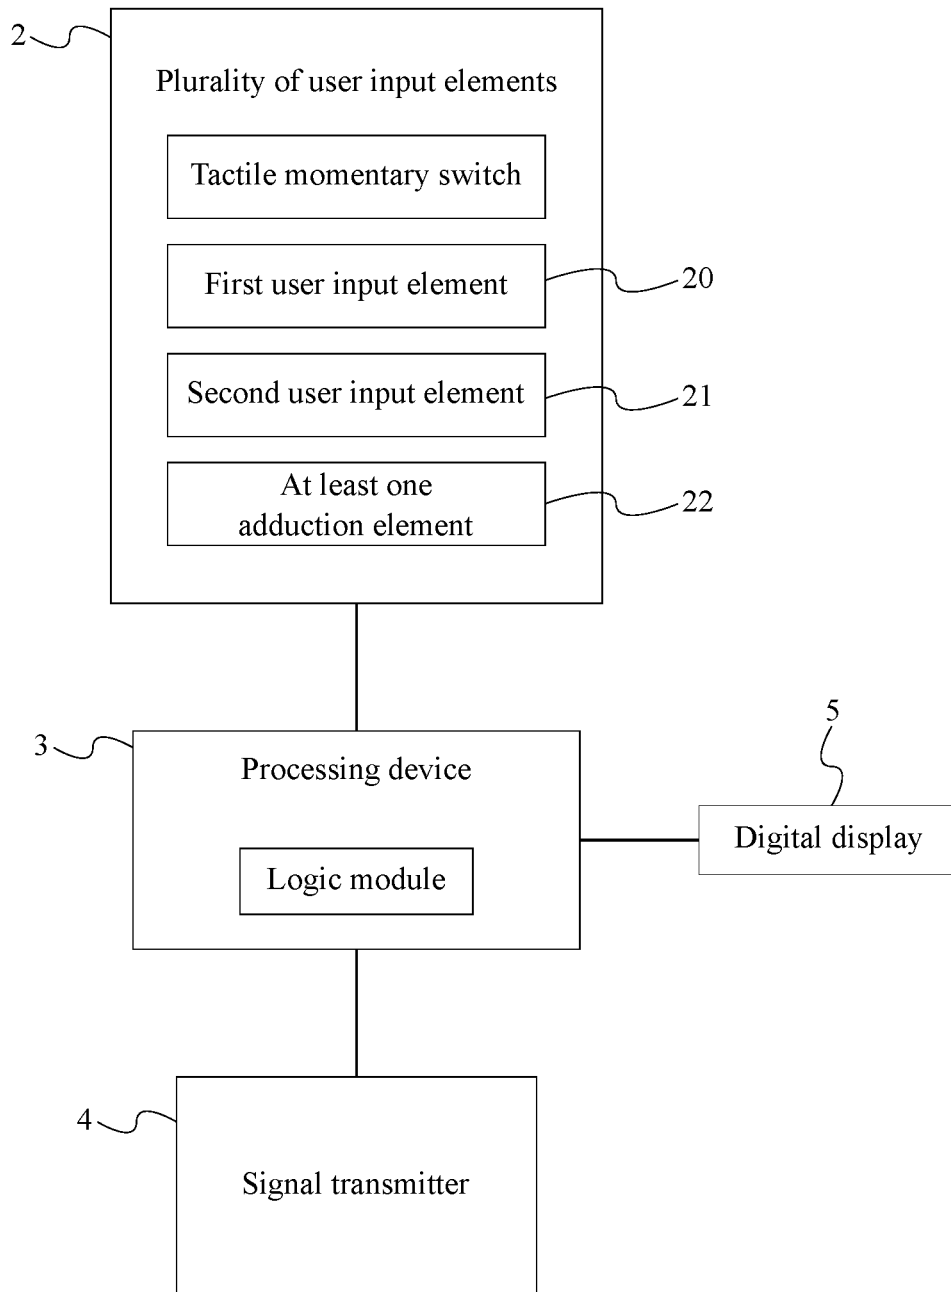 2
Plurality of user input elements
Tactile momentary switch
First user input element
20
Second user input element
21
At least one
adduction element
22
3
Processing device
5
Digital display
Logic module
4
Signal transmitter